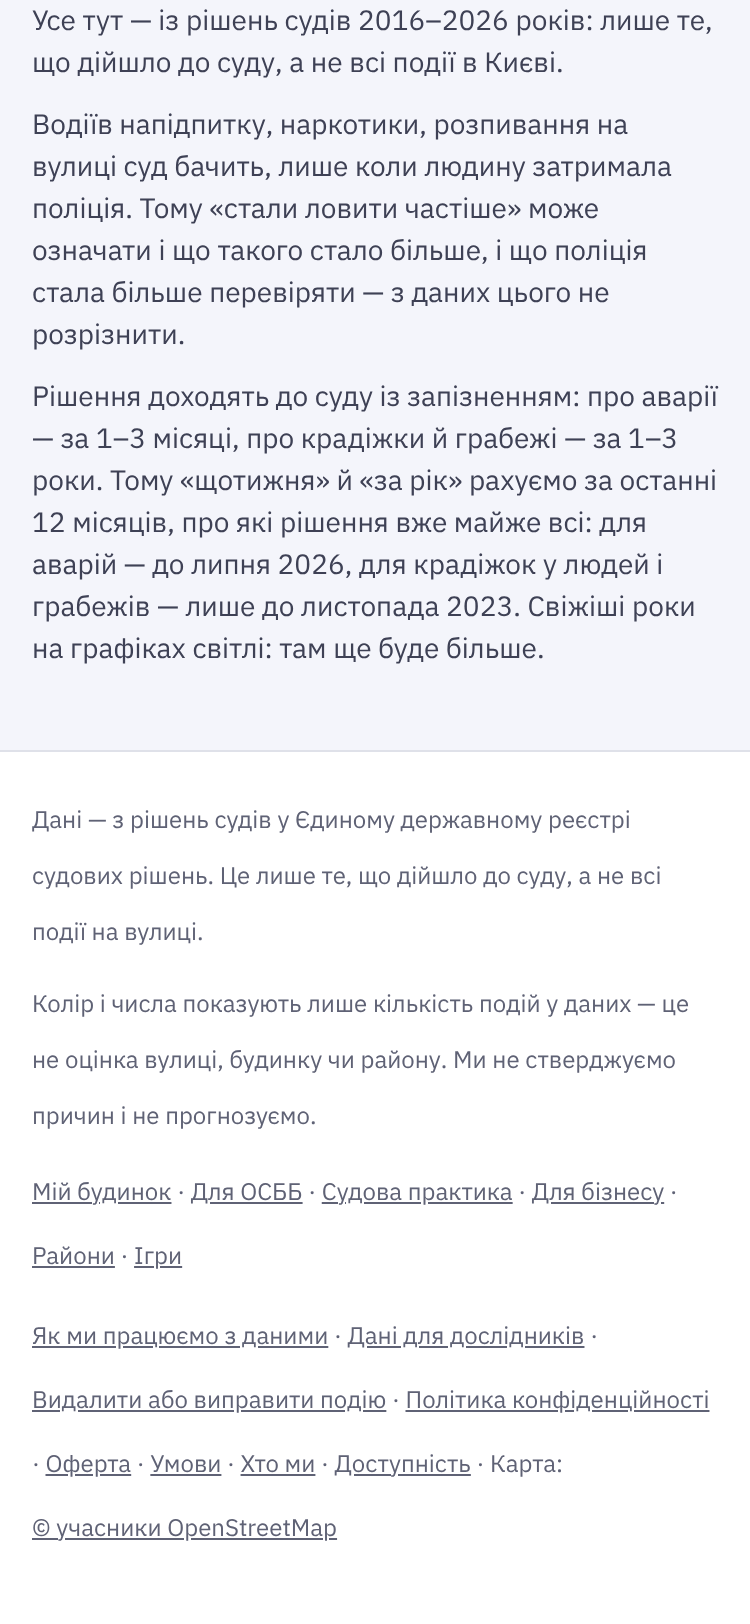 Усе тут — із рішень судів 2016–2026 років: лише те,
що дійшло до суду, а не всі події в Києві.
Водіїв напідпитку, наркотики, розпивання на
вулиці суд бачить, лише коли людину затримала
поліція. Тому «стали ловити частіше» може
означати і що такого стало більше, і що поліція
стала більше перевіряти — з даних цього не
розрізнити.
Рішення доходять до суду із запізненням: про аварії
— за 1–3 місяці, про крадіжки й грабежі — за 1–3
роки. Тому «щотижня» й «за рік» рахуємо за останні
12 місяців, про які рішення вже майже всі: для
аварій — до липня 2026, для крадіжок у людей і
грабежів — лише до листопада 2023. Свіжіші роки
на графіках світлі: там ще буде більше.
Дані — з рішень судів у Єдиному державному реєстрі
судових рішень. Це лише те, що дійшло до суду, а не всі
події на вулиці.
Колір і числа показують лише кількість подій у даних — це
не оцінка вулиці, будинку чи району. Ми не стверджуємо
причин і не прогнозуємо.
Мій будинок · Для ОСББ · Судова практика · Для бізнесу ·
Райони · Ігри
Як ми працюємо з даними · Дані для дослідників ·
Видалити або виправити подію · Політика конфіденційності
· Оферта · Умови · Хто ми · Доступність · Карта:
© учасники OpenStreetMap